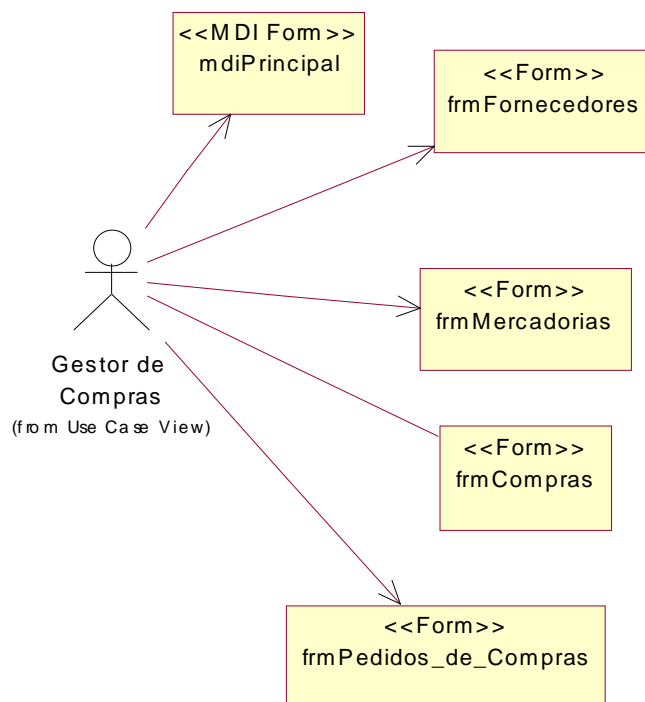 <<MDI Form>>
mdiPrincipal
<<Form>>
frmFornecedores
<<Form>>
frmMercadorias
Gestor de
Compras
(from Use Case View)
<<Form>>
frmCompras
<<Form>>
frmPedidos_de_Compras